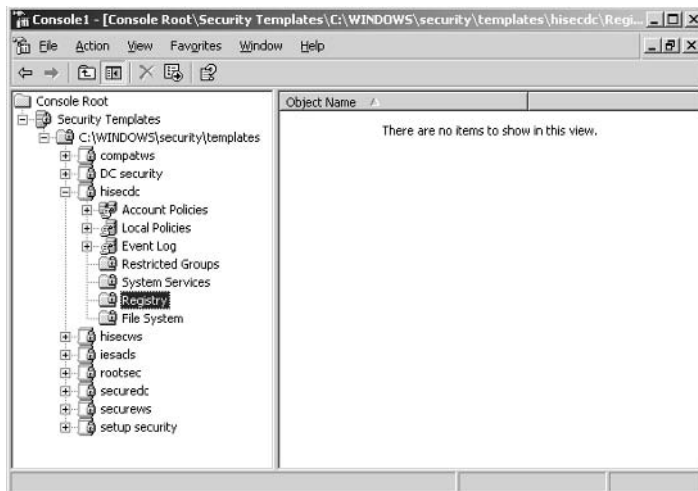 Console1 - [Console Root\Security Templates\C:\WINDOWS\security\templates\hisecdc\Regi...
File Action View Favorites Window Help
Console Root
Security Templates
C:\WINDOWS\security\templates
compatws
DC security
hisecdc
Account Policies
Local Policies
Event Log
Restricted Groups
System Services
Registry
File System
hisecws
iesacls
rootsec
securedc
securews
setup security
Object Name
There are no items to show in this view.